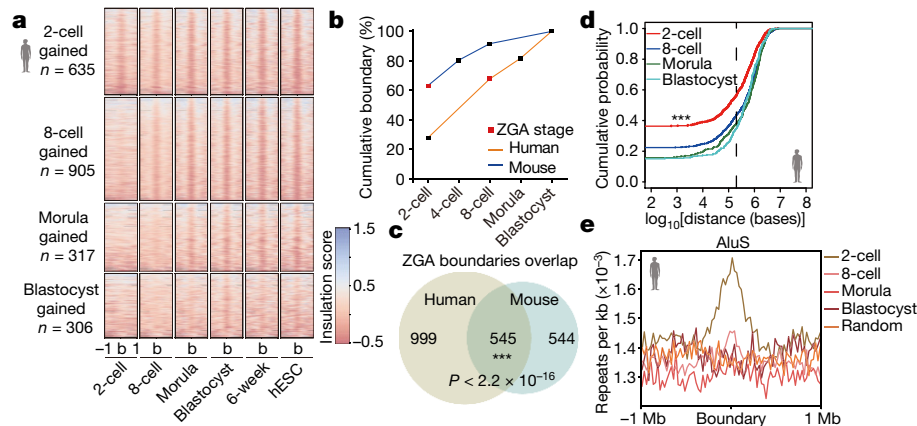 a
2-cell
gained
n = 635
8-cell
gained
n = 905
Morula
gained
n = 317
Blastocyst
gained
n = 306
−1 b 1
b
b
b
b
b
2-cell
8-cell
Morula
Blastocyst
6-week
hESC
Insulation score
1.5
0.5
−0.5
b
Cumulative boundary (%)
100
80
60
40
20
0
ZGA stage
Human
Mouse
2-cell
4-cell
8-cell
Morula
Blastocyst
c
ZGA boundaries overlap
Human
Mouse
999
545
544
***
P < 2.2 × 10−16
d
Cumulative probability
1.0
0.8
0.6
0.4
0.2
0.0
2-cell
8-cell
Morula
Blastocyst
***
2 3 4 5 6 7 8
log10[distance (bases)]
e
AluS
Repeats per kb (×10−3)
1.7
1.6
1.5
1.4
1.3
2-cell
8-cell
Morula
Blastocyst
Random
−1 Mb
Boundary
1 Mb